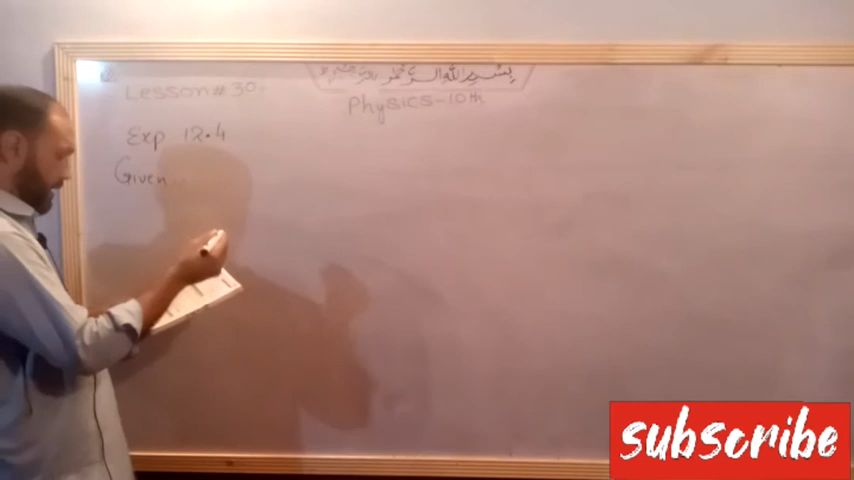 بسم الله الرحمن الرحيم
Lesson # 30.
Physics-10th
Exp 12.4
Given
subscribe